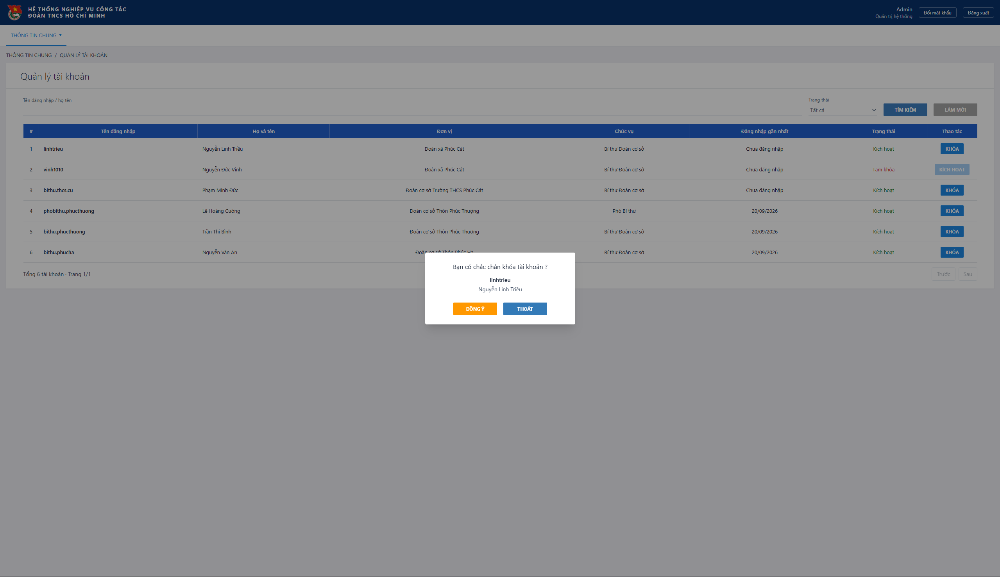 HỆ THỐNG NGHIỆP VỤ CÔNG TÁC
ĐOÀN TNCS HỒ CHÍ MINH
Admin
Quản trị hệ thống
Đổi mật khẩu
Đăng xuất
THÔNG TIN CHUNG ▼
THÔNG TIN CHUNG / QUẢN LÝ TÀI KHOẢN
Quản lý tài khoản
Tên đăng nhập / họ tên
Trạng thái
Tất cả
TÌM KIẾM
LÀM MỚI
# Tên đăng nhập Họ và tên Đơn vị Chức vụ Đăng nhập gần nhất Trạng thái Thao tác
1 linhtrieu Nguyễn Linh Triều Đoàn xã Phúc Cát Bí thư Đoàn cơ sở Chưa đăng nhập Kích hoạt KHÓA
2 vinh1010 Nguyễn Đức Vinh Đoàn xã Phúc Cát Bí thư Đoàn cơ sở Chưa đăng nhập Tạm khóa KÍCH HOẠT
3 bithu.thcs.cu Phạm Minh Đức Đoàn cơ sở Trường THCS Phúc Cát Bí thư Đoàn cơ sở Chưa đăng nhập Kích hoạt KHÓA
4 phobithu.phucthuong Lê Hoàng Cường Đoàn cơ sở Thôn Phúc Thượng Phó Bí thư 20/09/2026 Kích hoạt KHÓA
5 bithu.phucthuong Trần Thị Bình Đoàn cơ sở Thôn Phúc Thượng Bí thư Đoàn cơ sở 20/09/2026 Kích hoạt KHÓA
6 bithu.phucha Nguyễn Văn An Đoàn cơ sở Thôn Phúc Hạ Bí thư Đoàn cơ sở 20/09/2026 Kích hoạt KHÓA
Tổng 6 tài khoản · Trang 1/1
Trước
Sau
Bạn có chắc chắn khóa tài khoản ?
linhtrieu
Nguyễn Linh Triều
ĐỒNG Ý
THOÁT